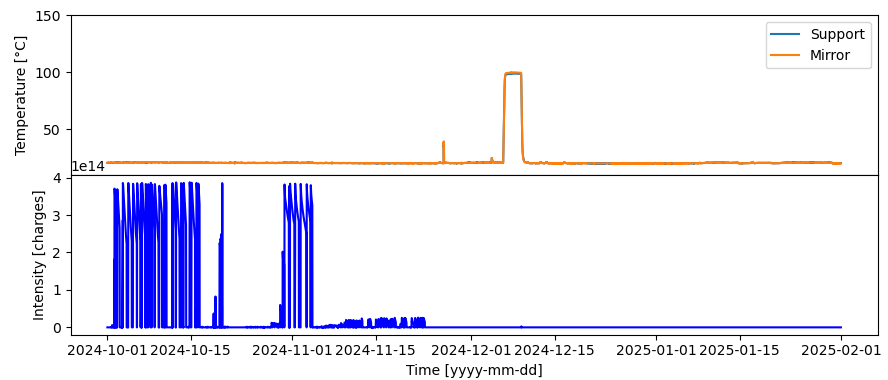 150
100
50
Temperature [°C]
Support
Mirror
1e14
4
3
2
1
0
Intensity [charges]
2024-10-01
2024-10-15
2024-11-01
2024-11-15
2024-12-01
2024-12-15
2025-01-01
2025-01-15
2025-02-01
Time [yyyy-mm-dd]